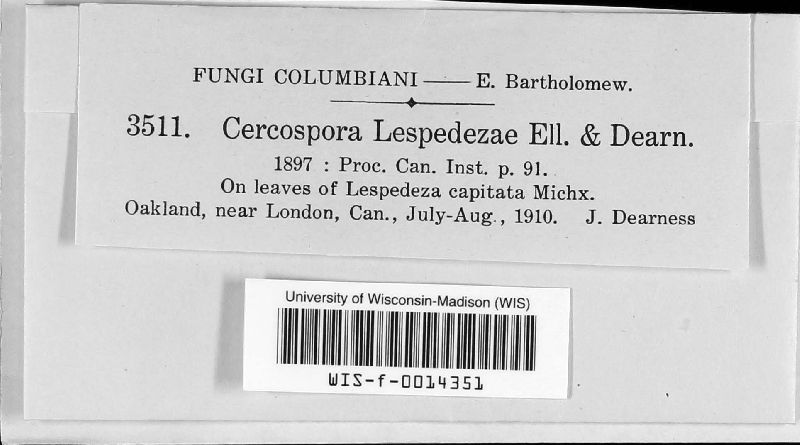 FUNGI COLUMBIANI — E. Bartholomew.
3511. Cercospora Lespedezae Ell. & Dearn.
1897 : Proc. Can. Inst. p. 91.
On leaves of Lespedeza capitata Michx.
Oakland, near London, Can., July-Aug., 1910. J. Dearness
University of Wisconsin-Madison (WIS)
WIS-f-0014351